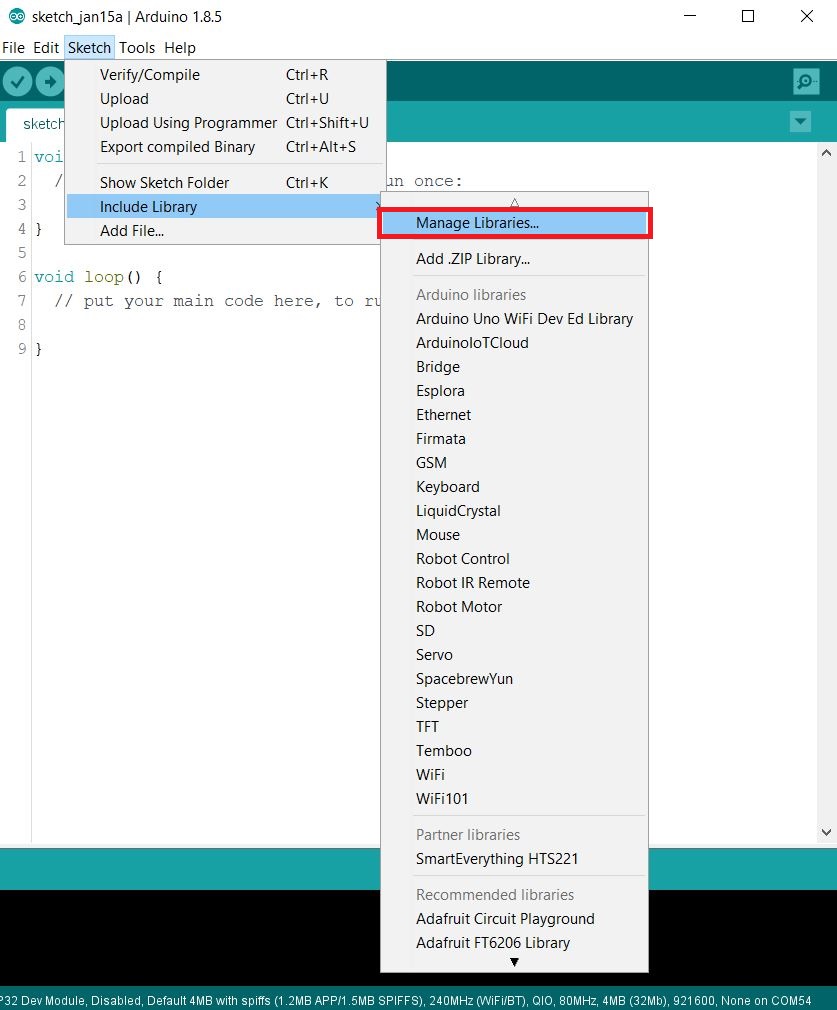 sketch_jan15a | Arduino 1.8.5
File Edit Sketch Tools Help
Verify/Compile Ctrl+R
Upload Ctrl+U
Upload Using Programmer Ctrl+Shift+U
Export compiled Binary Ctrl+Alt+S
Show Sketch Folder Ctrl+K
Include Library
Add File...
sketch
1 voi
2 / un once:
3
4 }
5
6 void loop() {
7 // put your main code here, to ru
8
9 }
Manage Libraries...
Add .ZIP Library...
Arduino libraries
Arduino Uno WiFi Dev Ed Library
ArduinoIoTCloud
Bridge
Esplora
Ethernet
Firmata
GSM
Keyboard
LiquidCrystal
Mouse
Robot Control
Robot IR Remote
Robot Motor
SD
Servo
SpacebrewYun
Stepper
TFT
Temboo
WiFi
WiFi101
Partner libraries
SmartEverything HTS221
Recommended libraries
Adafruit Circuit Playground
Adafruit FT6206 Library
P32 Dev Module, Disabled, Default 4MB with spiffs (1.2MB APP/1.5MB SPIFFS), 240MHz (WiFi/BT), QIO, 80MHz, 4MB (32Mb), 921600, None on COM54